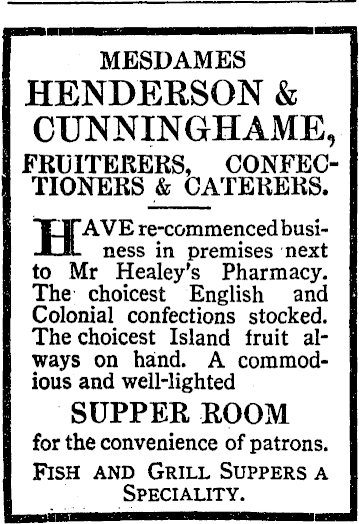 MESDAMES
HENDERSON &
CUNNINGHAME,
FRUITERERS, CONFEC-
TIONERS & CATERERS.
HAVE re-commenced busi-
ness in premises next
to Mr Healey's Pharmacy.
The choicest English and
Colonial confections stocked.
The choicest Island fruit al-
ways on hand. A commod-
ious and well-lighted
SUPPER ROOM
for the convenience of patrons.
FISH AND GRILL SUPPERS A
SPECIALITY.